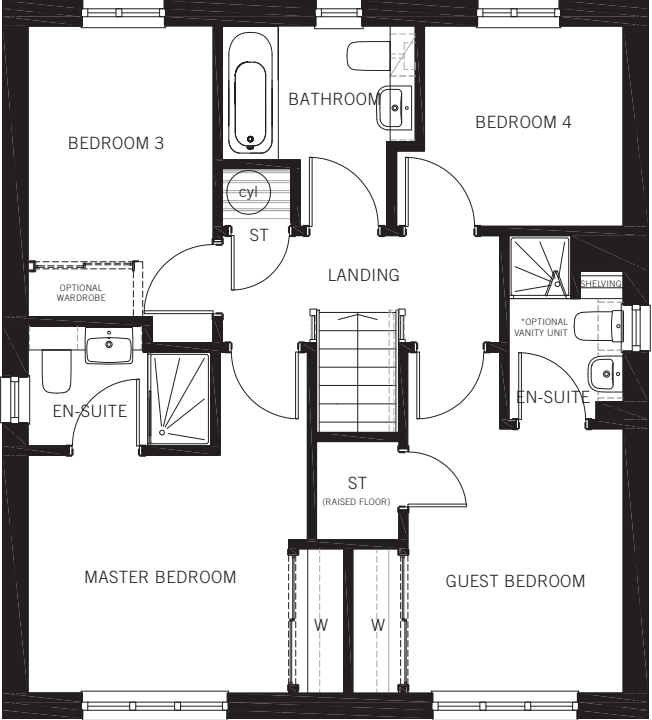 BATHROOM
BEDROOM 4
BEDROOM 3
cyl
ST
LANDING
SHELVING
OPTIONAL
WARDROBE
*OPTIONAL
VANITY UNIT
EN-SUITE
EN-SUITE
ST
(RAISED FLOOR)
MASTER BEDROOM
GUEST BEDROOM
W
W